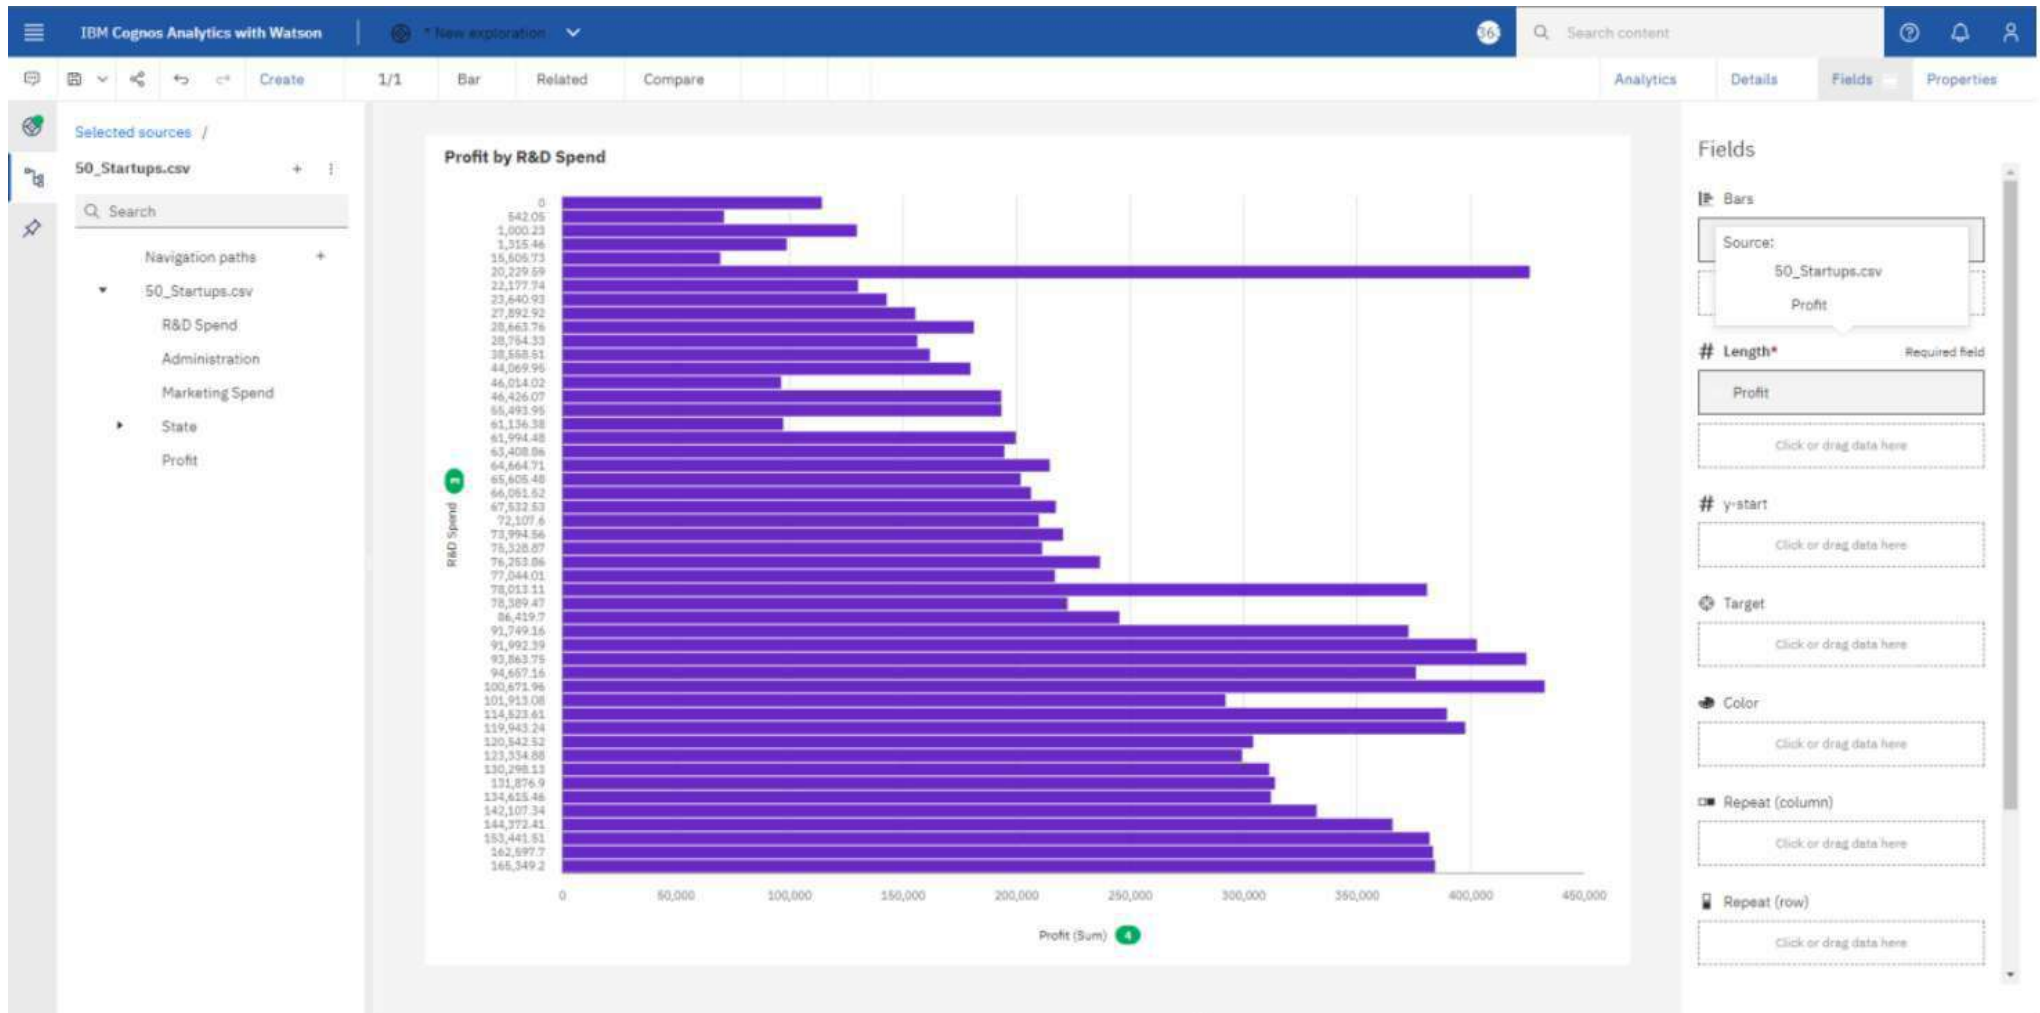 IBM Cognos Analytics with Watson
* New exploration
Search content
Create
1/1
Bar
Related
Compare
Analytics
Details
Fields
Properties
Selected sources /
50_Startups.csv
Search
Navigation paths
50_Startups.csv
R&D Spend
Administration
Marketing Spend
State
Profit
Profit by R&D Spend
0
542.05
1,000.23
1,315.46
15,505.73
20,229.59
22,177.74
23,640.93
27,892.92
28,663.76
28,754.33
38,558.51
44,069.95
46,014.02
46,426.07
55,493.95
61,136.38
61,994.48
63,408.86
64,664.71
65,605.48
66,051.52
67,532.53
72,107.6
73,994.56
75,328.87
76,253.86
77,044.01
78,013.11
78,389.47
86,419.7
91,749.16
91,992.39
93,863.75
94,657.16
100,671.96
101,913.08
114,523.61
119,943.24
120,542.52
123,334.88
130,298.13
131,876.9
134,615.46
142,107.34
144,372.41
153,441.51
162,597.7
165,349.2
R&D Spend 3
0
50,000
100,000
150,000
200,000
250,000
300,000
350,000
400,000
450,000
Profit (Sum) 4
Fields
Bars
Source:
50_Startups.csv
Profit
Length*
Required field
Profit
Click or drag data here
y-start
Click or drag data here
Target
Click or drag data here
Color
Click or drag data here
Repeat (column)
Click or drag data here
Repeat (row)
Click or drag data here